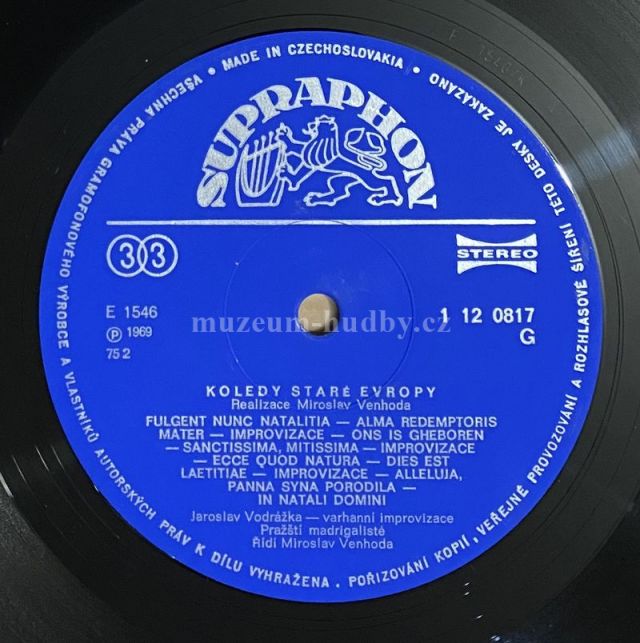 VŠECHNA PRÁVA GRAMOFONOVÉHO VÝROBCE A VLASTNÍKŮ AUTORSKÝCH PRÁV K DÍLU VYHRAŽENA. POŘIZOVÁNÍ KOPIÍ, VEŘEJNÉ PROVOZOVÁNÍ A ROZHLASOVÉ ŠÍŘENÍ TÉTO DESKY JE ZAKÁZÁNO • MADE IN CZECHOSLOVAKIA •
SUPRAPHON
33
STEREO
E 1546
1 12 0817
℗ 1969
G
75 2
muzeum-hudby.cz
KOLEDY STARÉ EVROPY
Realizace Miroslav Venhoda
FULGENT NUNC NATALITIA — ALMA REDEMPTORIS
MATER — IMPROVIZACE — ONS IS GHEBOREN
— SANCTISSIMA, MITISSIMA — IMPROVIZACE
— ECCE QUOD NATURA — DIES EST
LAETITIAE — IMPROVIZACE — ALLELUJA,
PANNA SYNA PORODILA —
IN NATALI DOMINI
Jaroslav Vodrážka — varhanní improvizace
Pražští madrigalisté
Řídí Miroslav Venhoda